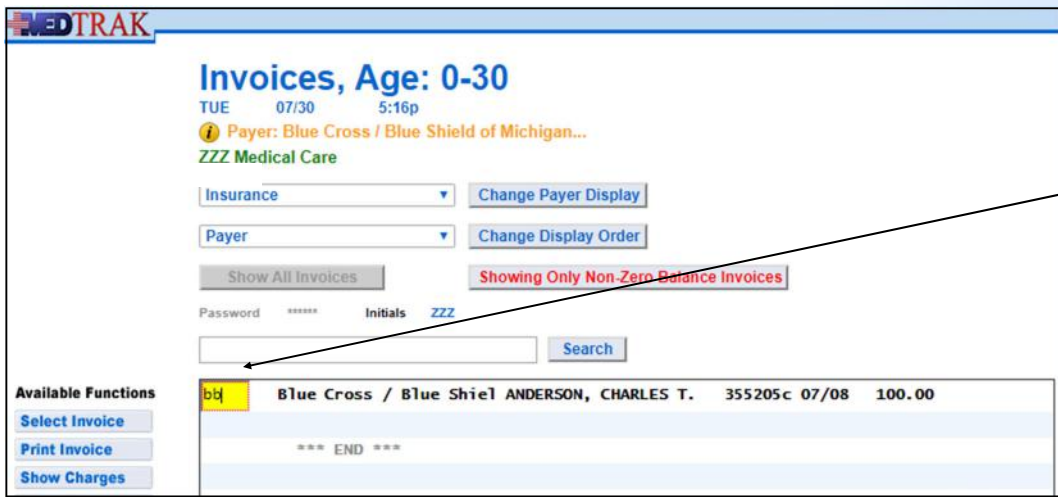 MEDTRAK
Invoices, Age: 0-30
TUE 07/30 5:16p
i Payer: Blue Cross / Blue Shield of Michigan...
ZZZ Medical Care
Insurance Change Payer Display
Payer Change Display Order
Show All Invoices Showing Only Non-Zero Balance Invoices
Password ****** Initials ZZZ
Search
Available Functions
Select Invoice
Print Invoice
Show Charges
bb Blue Cross / Blue Shiel ANDERSON, CHARLES T. 355205c 07/08 100.00
*** END ***